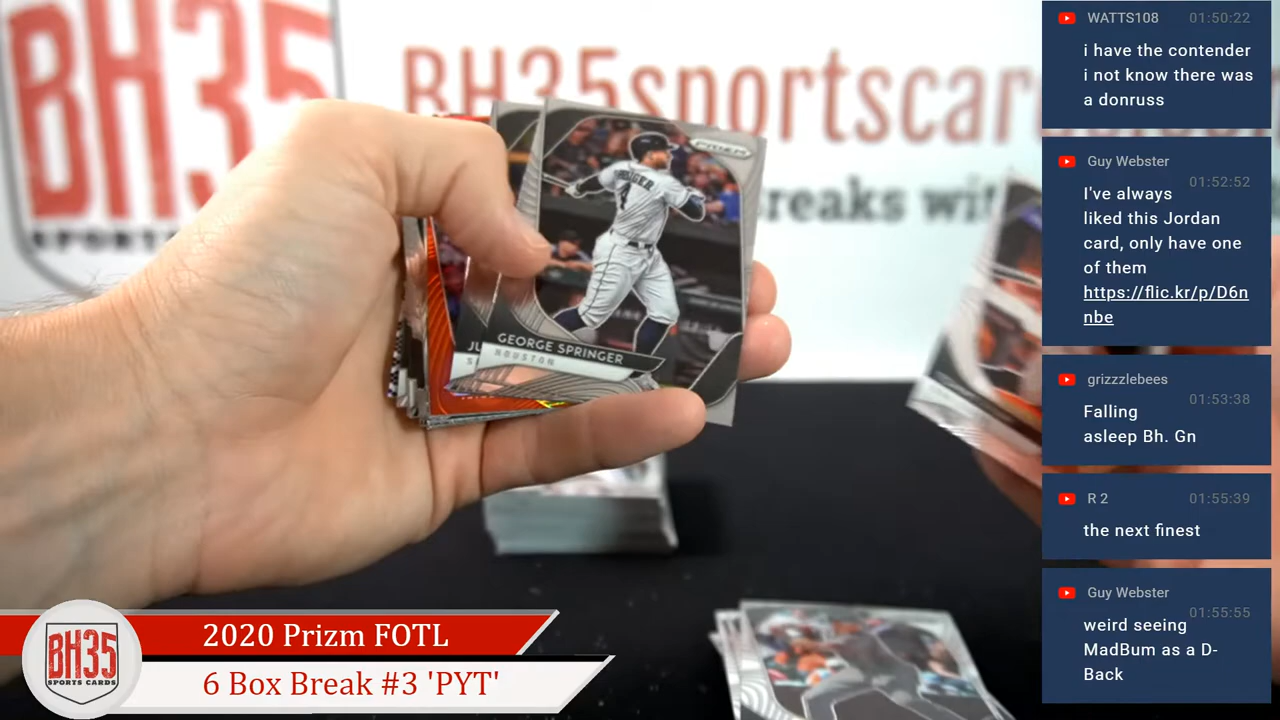 BH35
SPORTS
BH35sportscar
reaks wit
PRIZM
4
GEORGE SPRINGER
HOUSTON
JU
WATTS108 01:50:22
i have the contender
i not know there was
a donruss
Guy Webster
01:52:52
I've always
liked this Jordan
card, only have one
of them
https://flic.kr/p/D6n
nbe
grizzzlebees
01:53:38
Falling
asleep Bh. Gn
R 2 01:55:39
the next finest
Guy Webster
01:55:55
weird seeing
MadBum as a D-
Back
BH35
SPORTS CARDS
2020 Prizm FOTL
6 Box Break #3 'PYT'